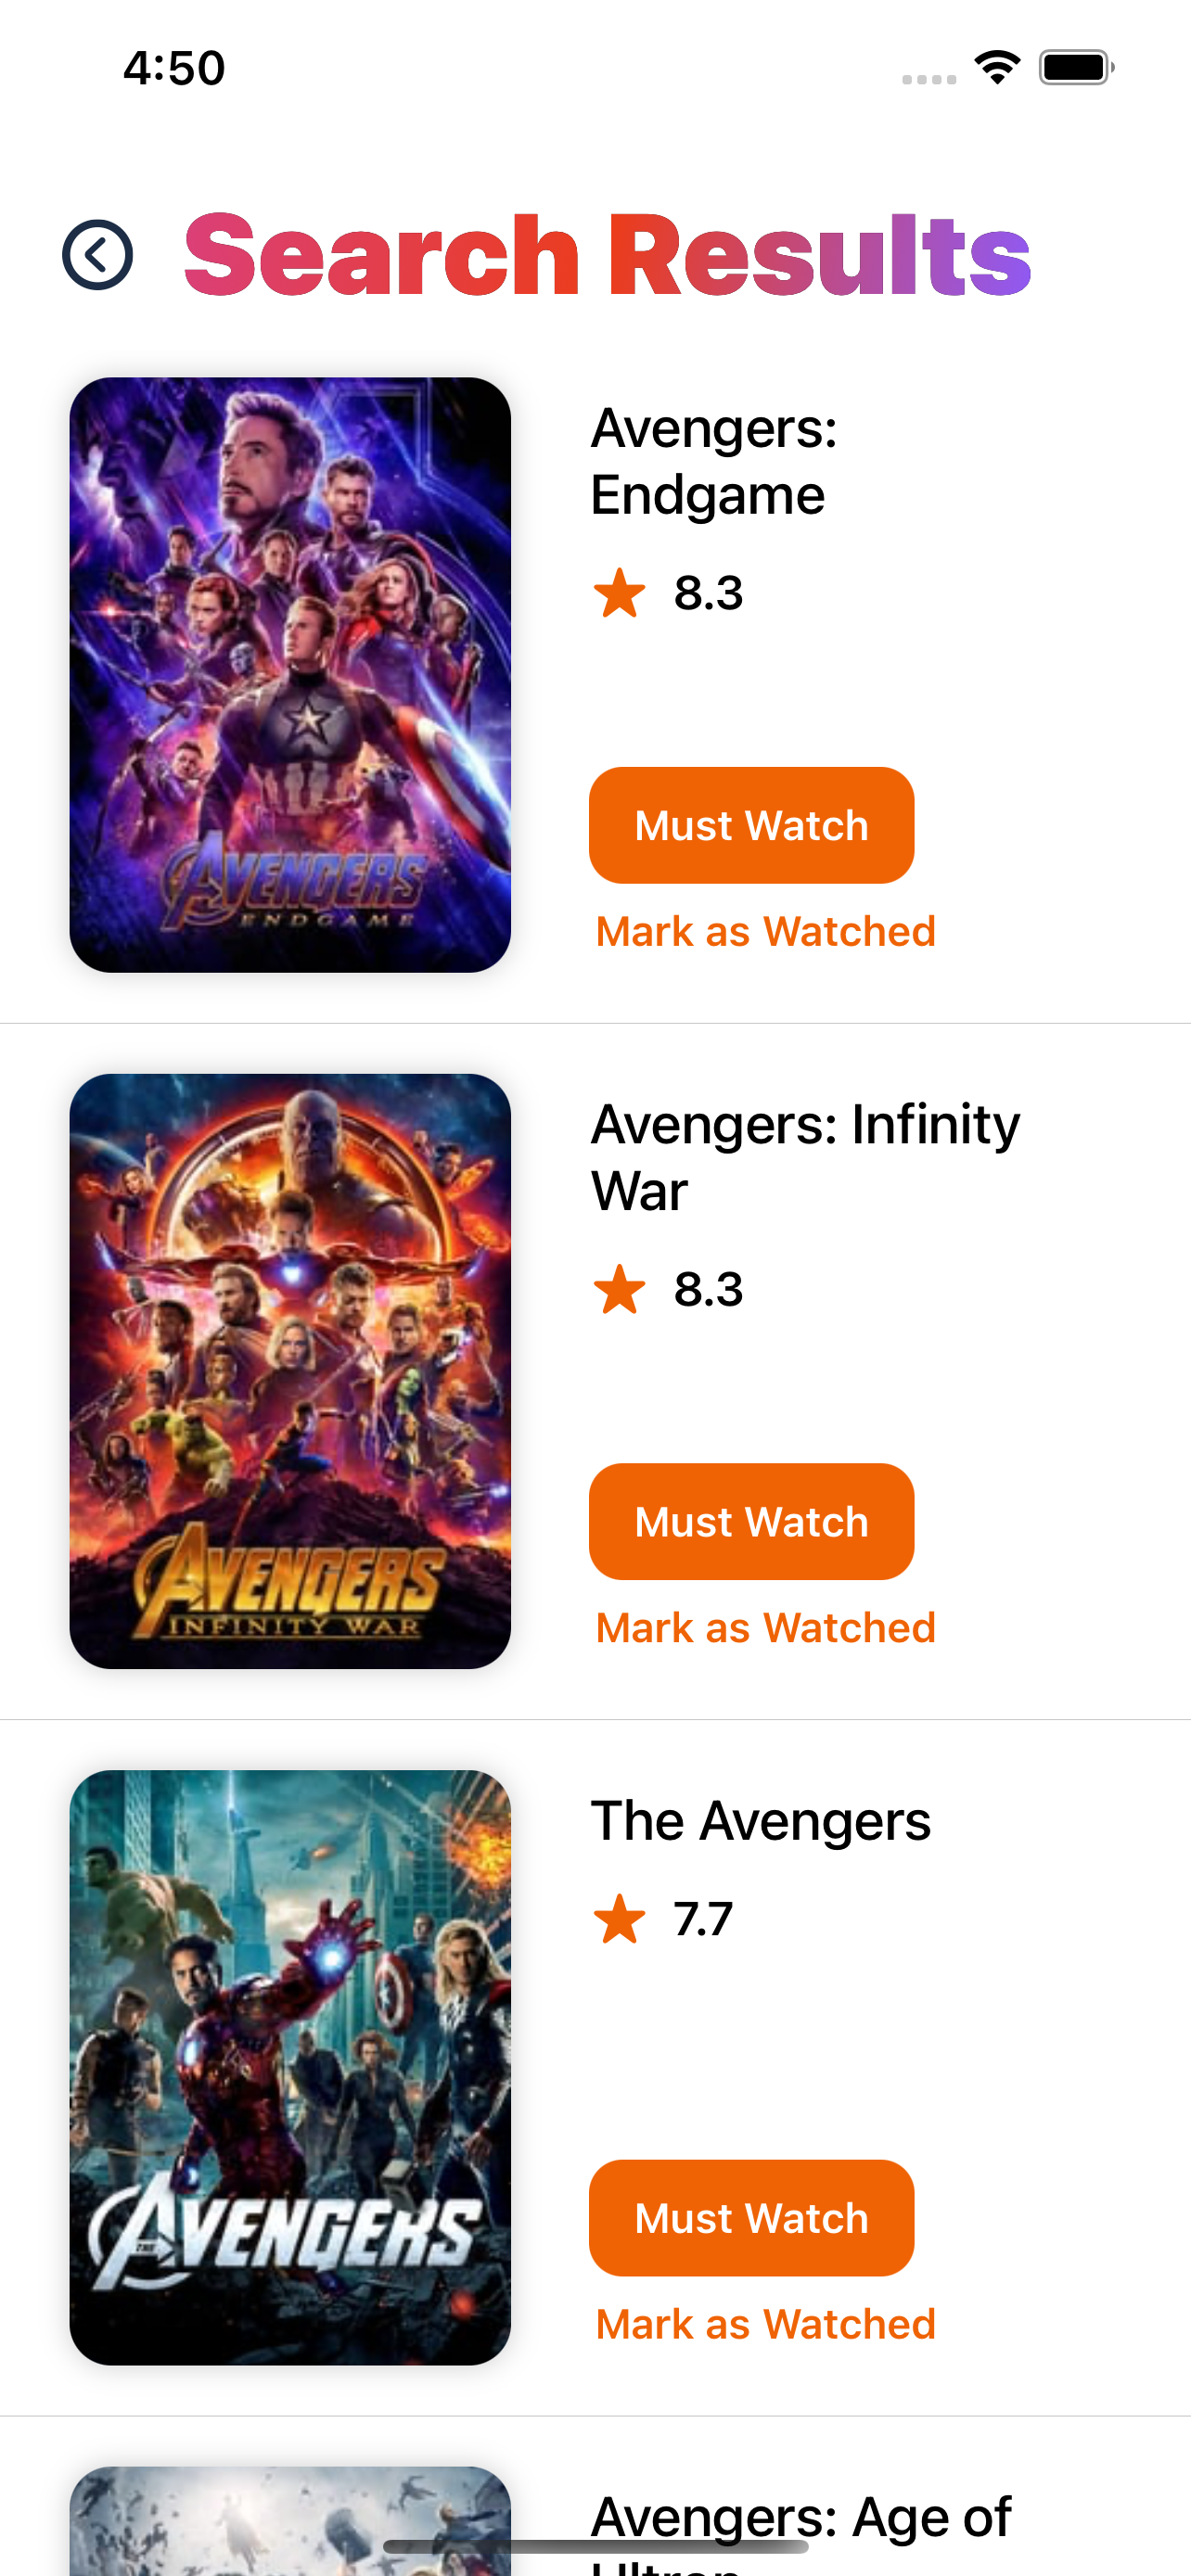 4:50
Search Results
Avengers:
Endgame
8.3
Must Watch
Mark as Watched
AVENGERS
ENDGAME
Avengers: Infinity
War
8.3
Must Watch
Mark as Watched
AVENGERS
INFINITY WAR
The Avengers
7.7
Must Watch
Mark as Watched
THE
AVENGERS
Avengers: Age of
Ultron